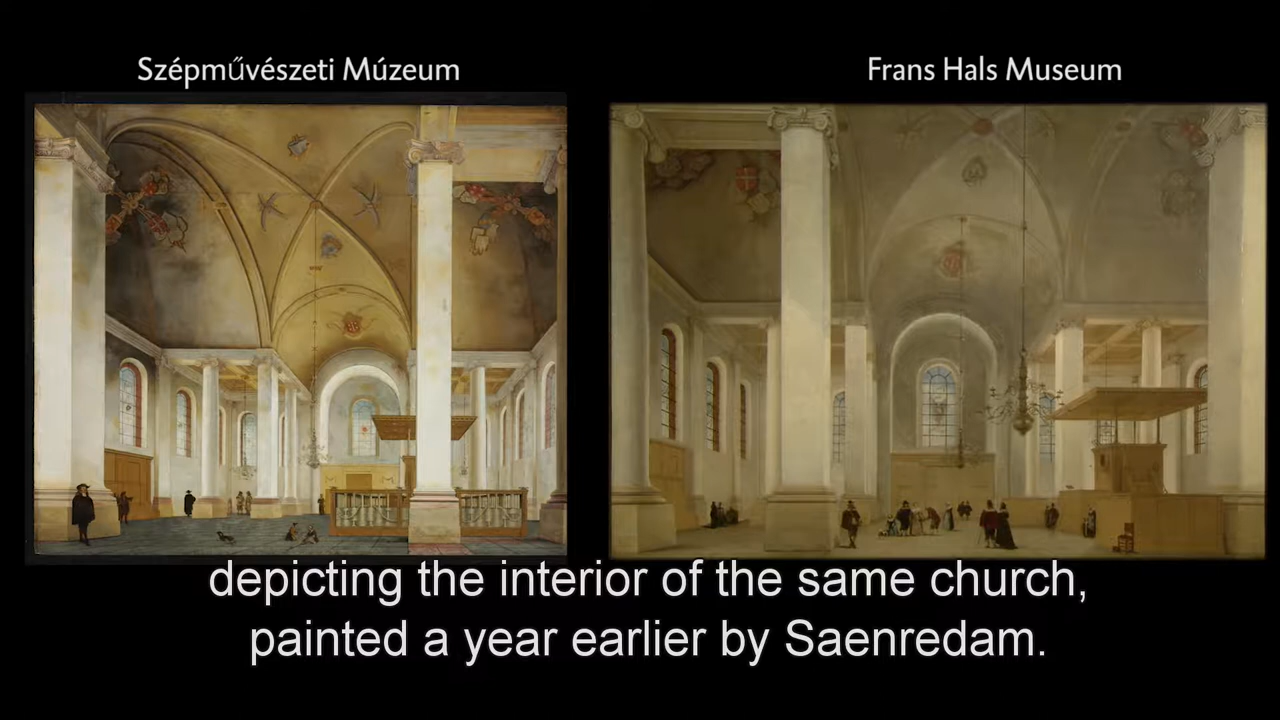 Szépművészeti Múzeum
Frans Hals Museum
depicting the interior of the same church,
painted a year earlier by Saenredam.